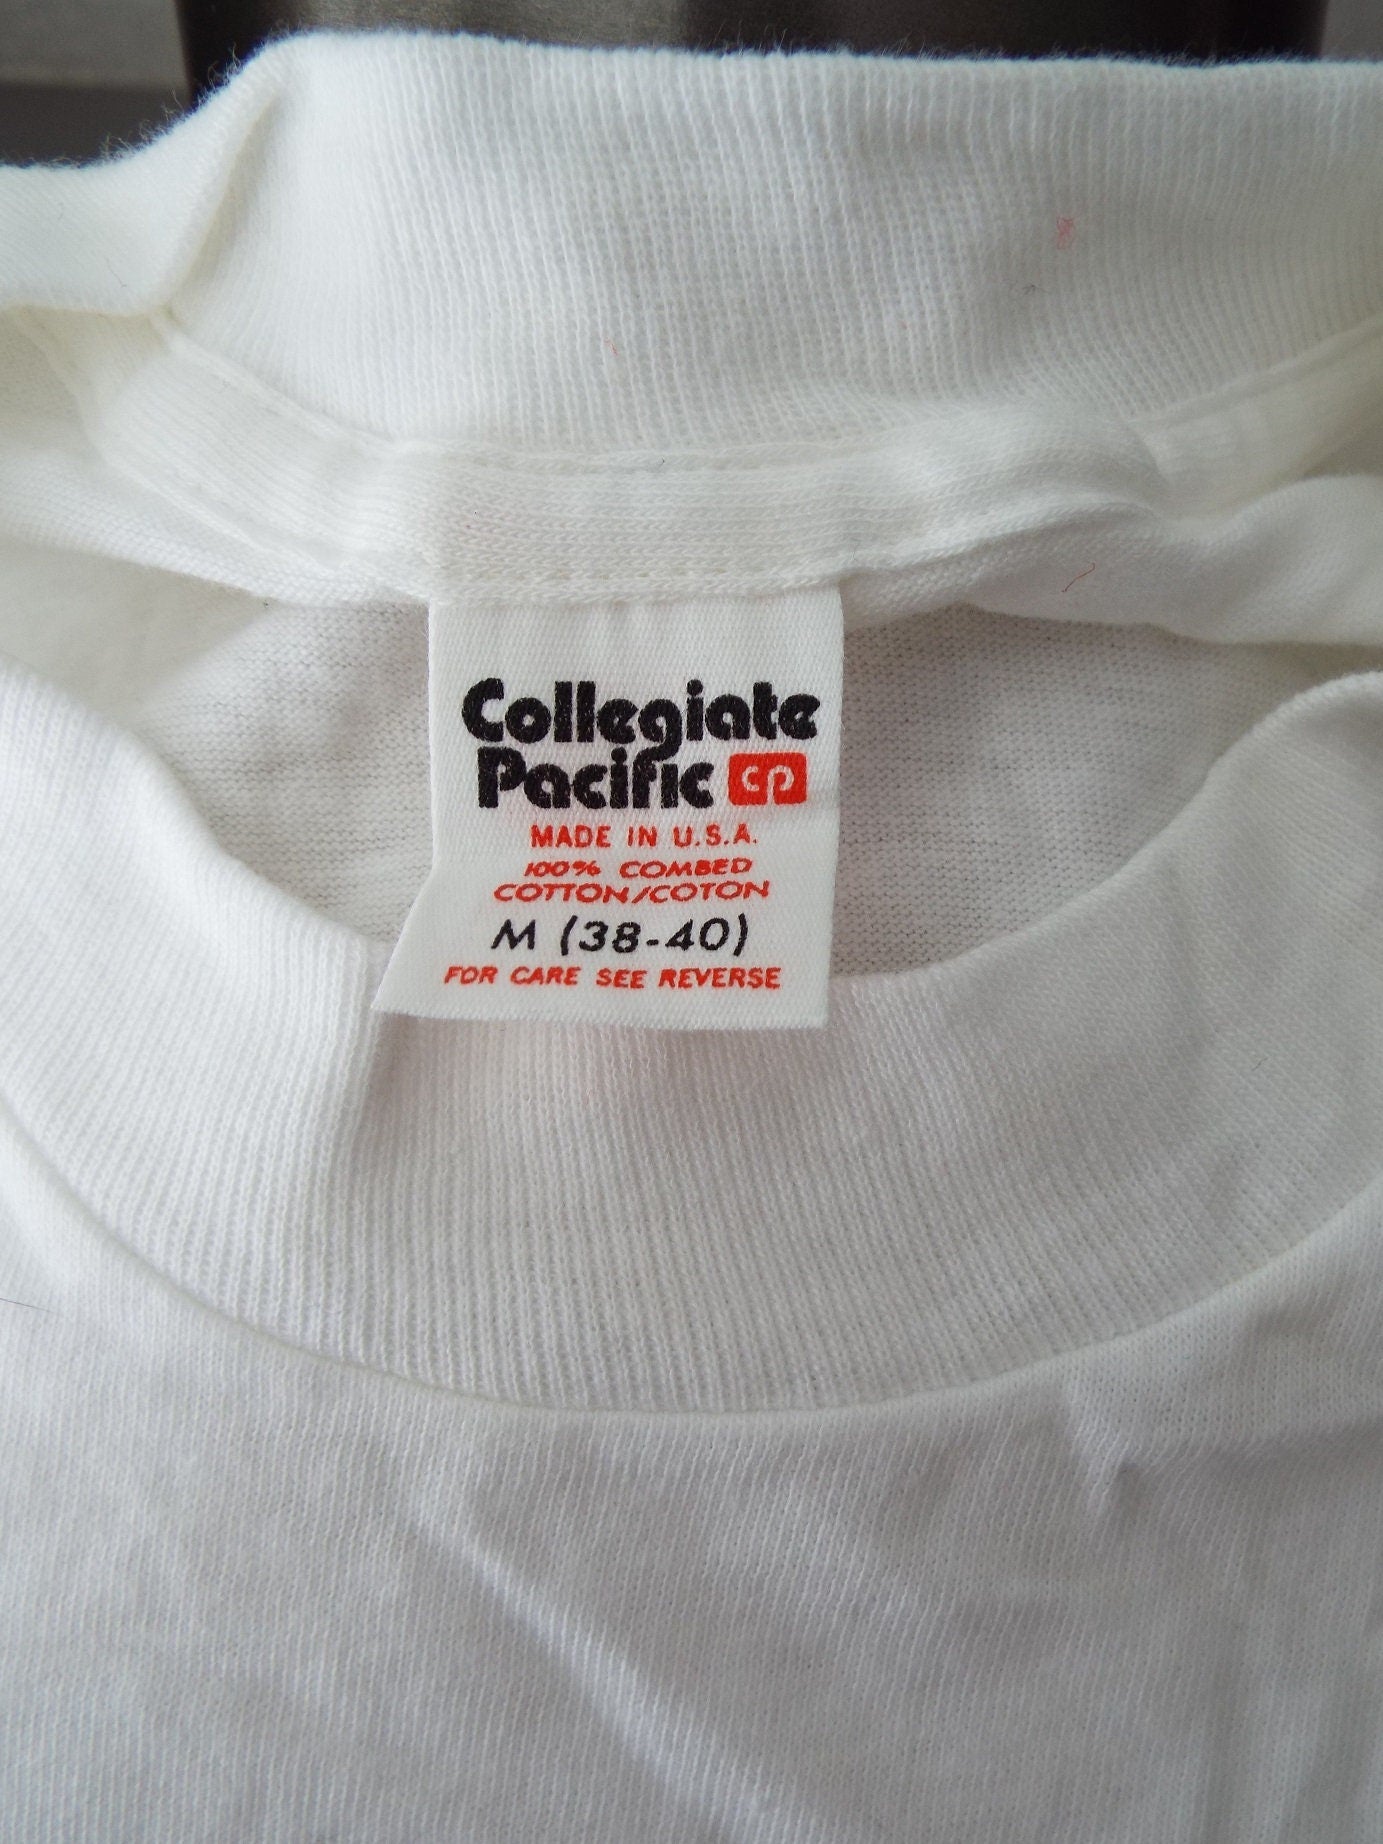 Collegiate
Pacific CP
MADE IN U.S.A.
100% COMBED
COTTON/COTON
M (38-40)
FOR CARE SEE REVERSE